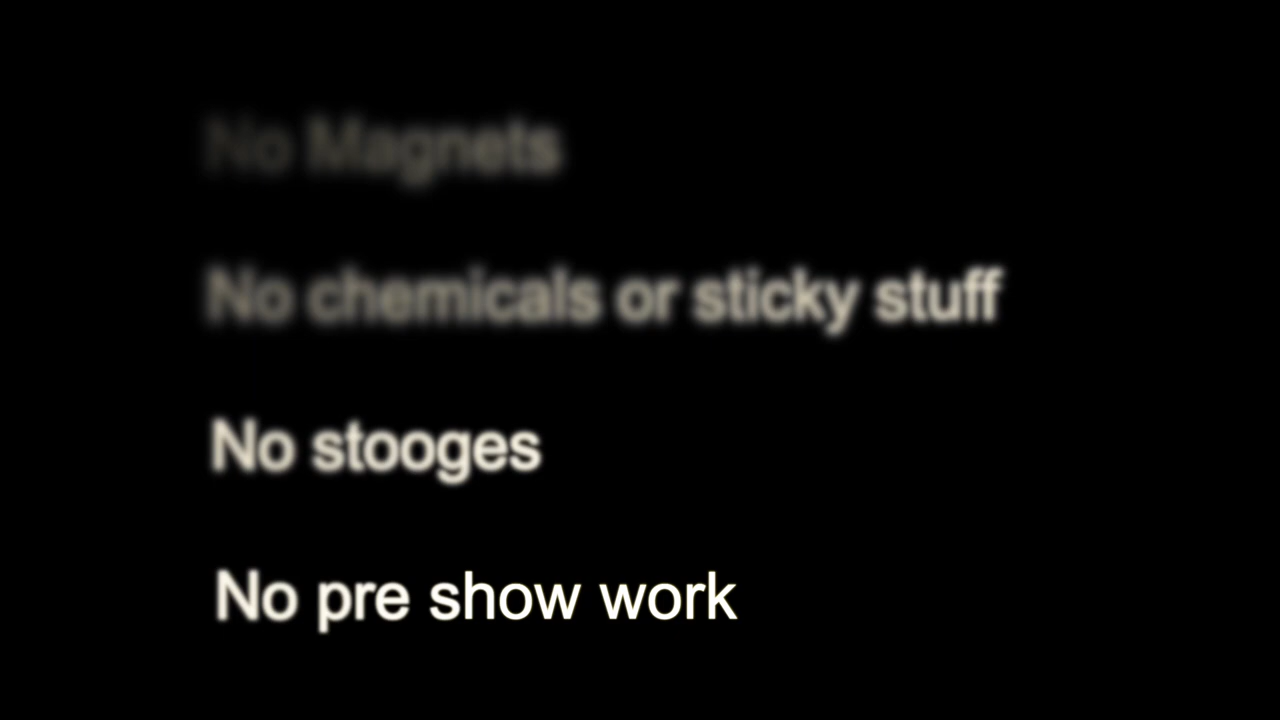 No Magnets
No chemicals or sticky stuff
No stooges
No pre show work